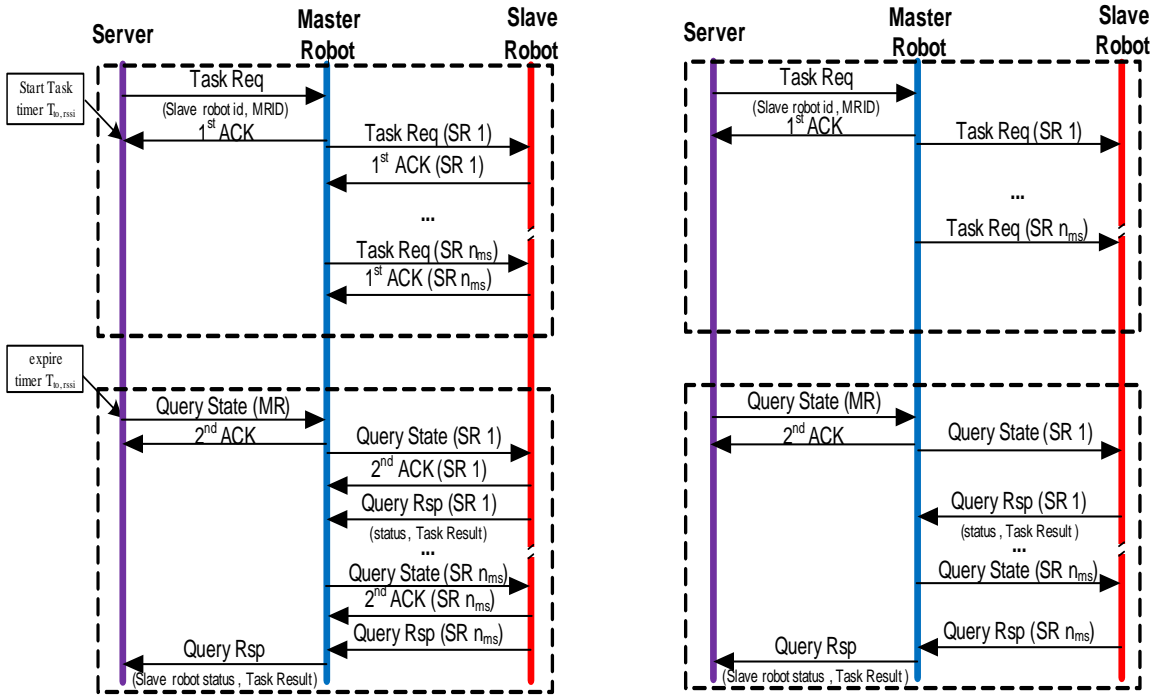 Server
Master
Robot
Slave
Robot
Start Task
timer T_to,rssi
Task Req
(Slave robot id, MRID)
1st ACK
Task Req (SR 1)
1st ACK (SR 1)
...
Task Req (SR n_ms)
1st ACK (SR n_ms)
expire
timer T_to,rssi
Query State (MR)
2nd ACK
Query State (SR 1)
2nd ACK (SR 1)
Query Rsp (SR 1)
(status, Task Result)
...
Query State (SR n_ms)
2nd ACK (SR n_ms)
Query Rsp (SR n_ms)
Query Rsp
(Slave robot status, Task Result)
Server
Master
Robot
Slave
Robot
Task Req
(Slave robot id, MRID)
1st ACK
Task Req (SR 1)
...
Task Req (SR n_ms)
Query State (MR)
2nd ACK
Query State (SR 1)
Query Rsp (SR 1)
(status, Task Result)
...
Query State (SR n_ms)
Query Rsp (SR n_ms)
Query Rsp
(Slave robot status, Task Result)